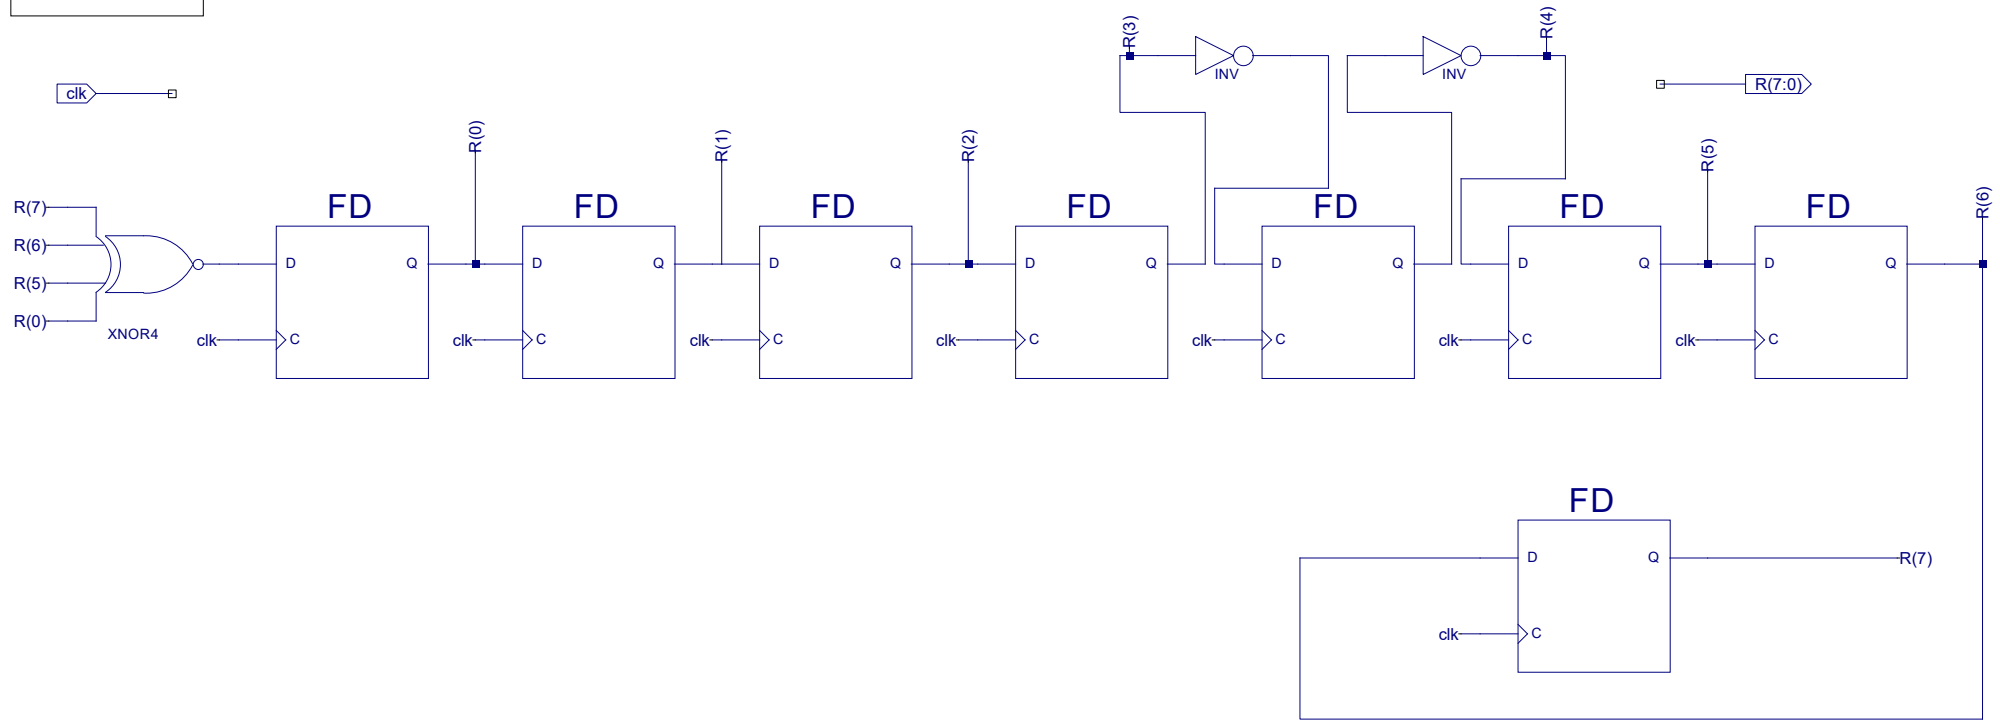 R(3)
R(4)
INV
INV
clk
R(7:0)
R(0)
R(1)
R(2)
R(5)
R(6)
R(7)
R(6)
R(5)
R(0)
XNOR4
FD
D
Q
clk
C
FD
D
Q
clk
C
FD
D
Q
clk
C
FD
D
Q
clk
C
FD
D
Q
clk
C
FD
D
Q
clk
C
FD
D
Q
clk
C
FD
D
Q
R(7)
clk
C